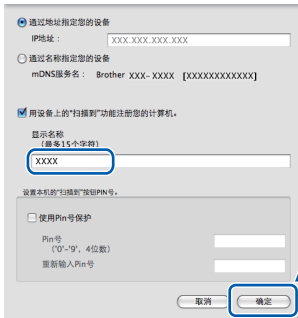 通过地址指定您的设备
IP地址： XXX.XXX.XXX.XXX
通过名称指定您的设备
mDNS服务名： Brother XXX-XXXX [XXXXXXXXXXXX]
用设备上的“扫描到”功能注册您的计算机。
显示名称
（最多15个字符）
XXXX
设置本机的“扫描到”按钮PIN号。
使用Pin号保护
Pin号
（'0'-'9'，4位数）
重新输入Pin号
取消 确定